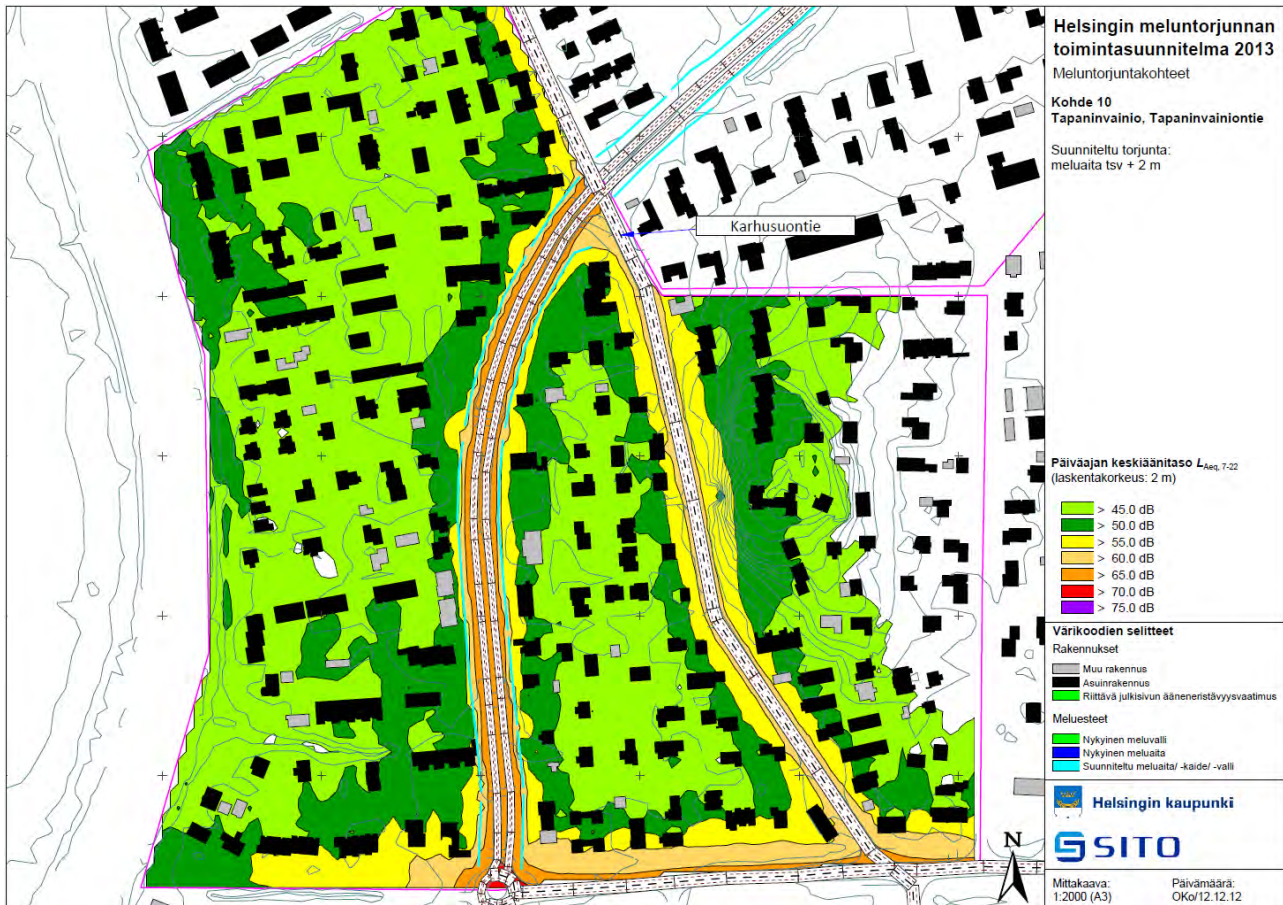 Helsingin meluntorjunnan
toimintasuunnitelma 2013
Meluntorjuntakohteet
Kohde 10
Tapaninvainio, Tapaninvainiontie
Suunniteltu torjunta:
meluaita tsv + 2 m
Karhusuontie
Päiväajan keskiäänitaso LAeq, 7-22
(laskentakorkeus: 2 m)
> 45.0 dB
> 50.0 dB
> 55.0 dB
> 60.0 dB
> 65.0 dB
> 70.0 dB
> 75.0 dB
Värikoodien selitteet
Rakennukset
Muu rakennus
Asuinrakennus
Riittävä julkisivun ääneneristävyysvaatimus
Meluesteet
Nykyinen meluvalli
Nykyinen meluaita
Suunniteltu meluaita/ -kaide/ -valli
Helsingin kaupunki
SITO
N
Mittakaava:
1:2000 (A3)
Päivämäärä:
OKo/12.12.12